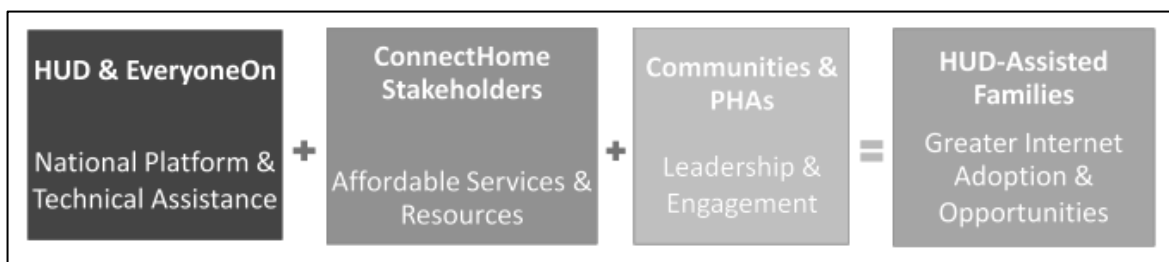 HUD & EveryoneOn
National Platform &
Technical Assistance
+
ConnectHome
Stakeholders
Affordable Services &
Resources
+
Communities &
PHAs
Leadership &
Engagement
=
HUD-Assisted
Families
Greater Internet
Adoption &
Opportunities